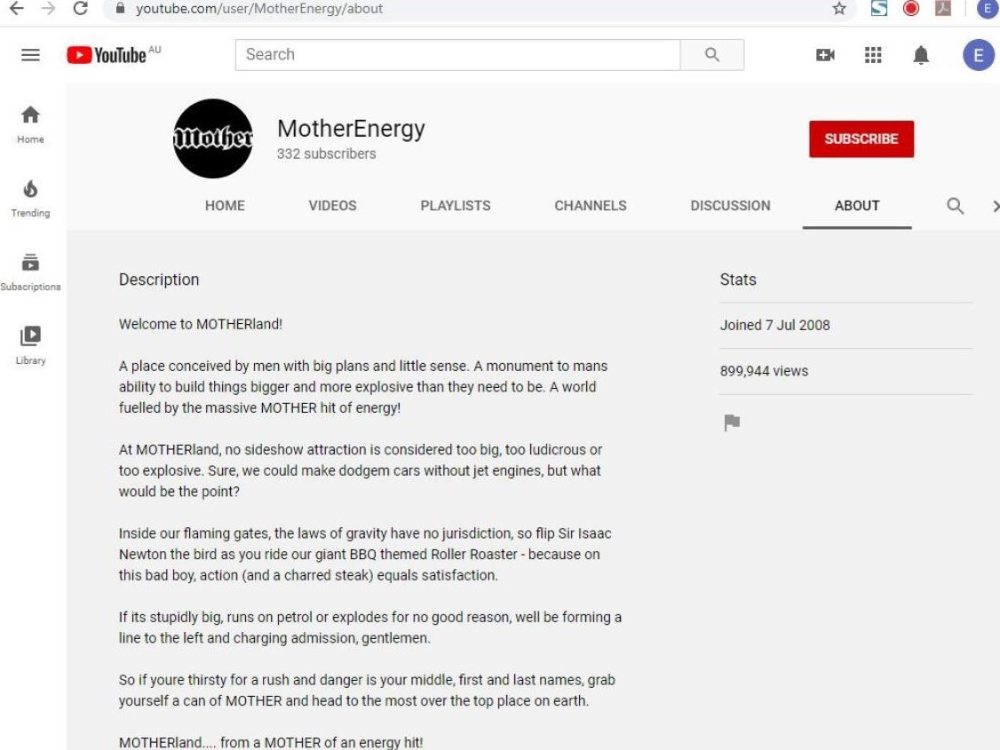 youtube.com/user/MotherEnergy/about
E
YouTube AU
Search
E
Home
Trending
Subscriptions
Library
Mother
MotherEnergy
332 subscribers
SUBSCRIBE
HOME VIDEOS PLAYLISTS CHANNELS DISCUSSION ABOUT
Description
Welcome to MOTHERland!
A place conceived by men with big plans and little sense. A monument to mans
ability to build things bigger and more explosive than they need to be. A world
fuelled by the massive MOTHER hit of energy!
At MOTHERland, no sideshow attraction is considered too big, too ludicrous or
too explosive. Sure, we could make dodgem cars without jet engines, but what
would be the point?
Inside our flaming gates, the laws of gravity have no jurisdiction, so flip Sir Isaac
Newton the bird as you ride our giant BBQ themed Roller Roaster - because on
this bad boy, action (and a charred steak) equals satisfaction.
If its stupidly big, runs on petrol or explodes for no good reason, well be forming a
line to the left and charging admission, gentlemen.
So if youre thirsty for a rush and danger is your middle, first and last names, grab
yourself a can of MOTHER and head to the most over the top place on earth.
MOTHERland.... from a MOTHER of an energy hit!
Stats
Joined 7 Jul 2008
899,944 views